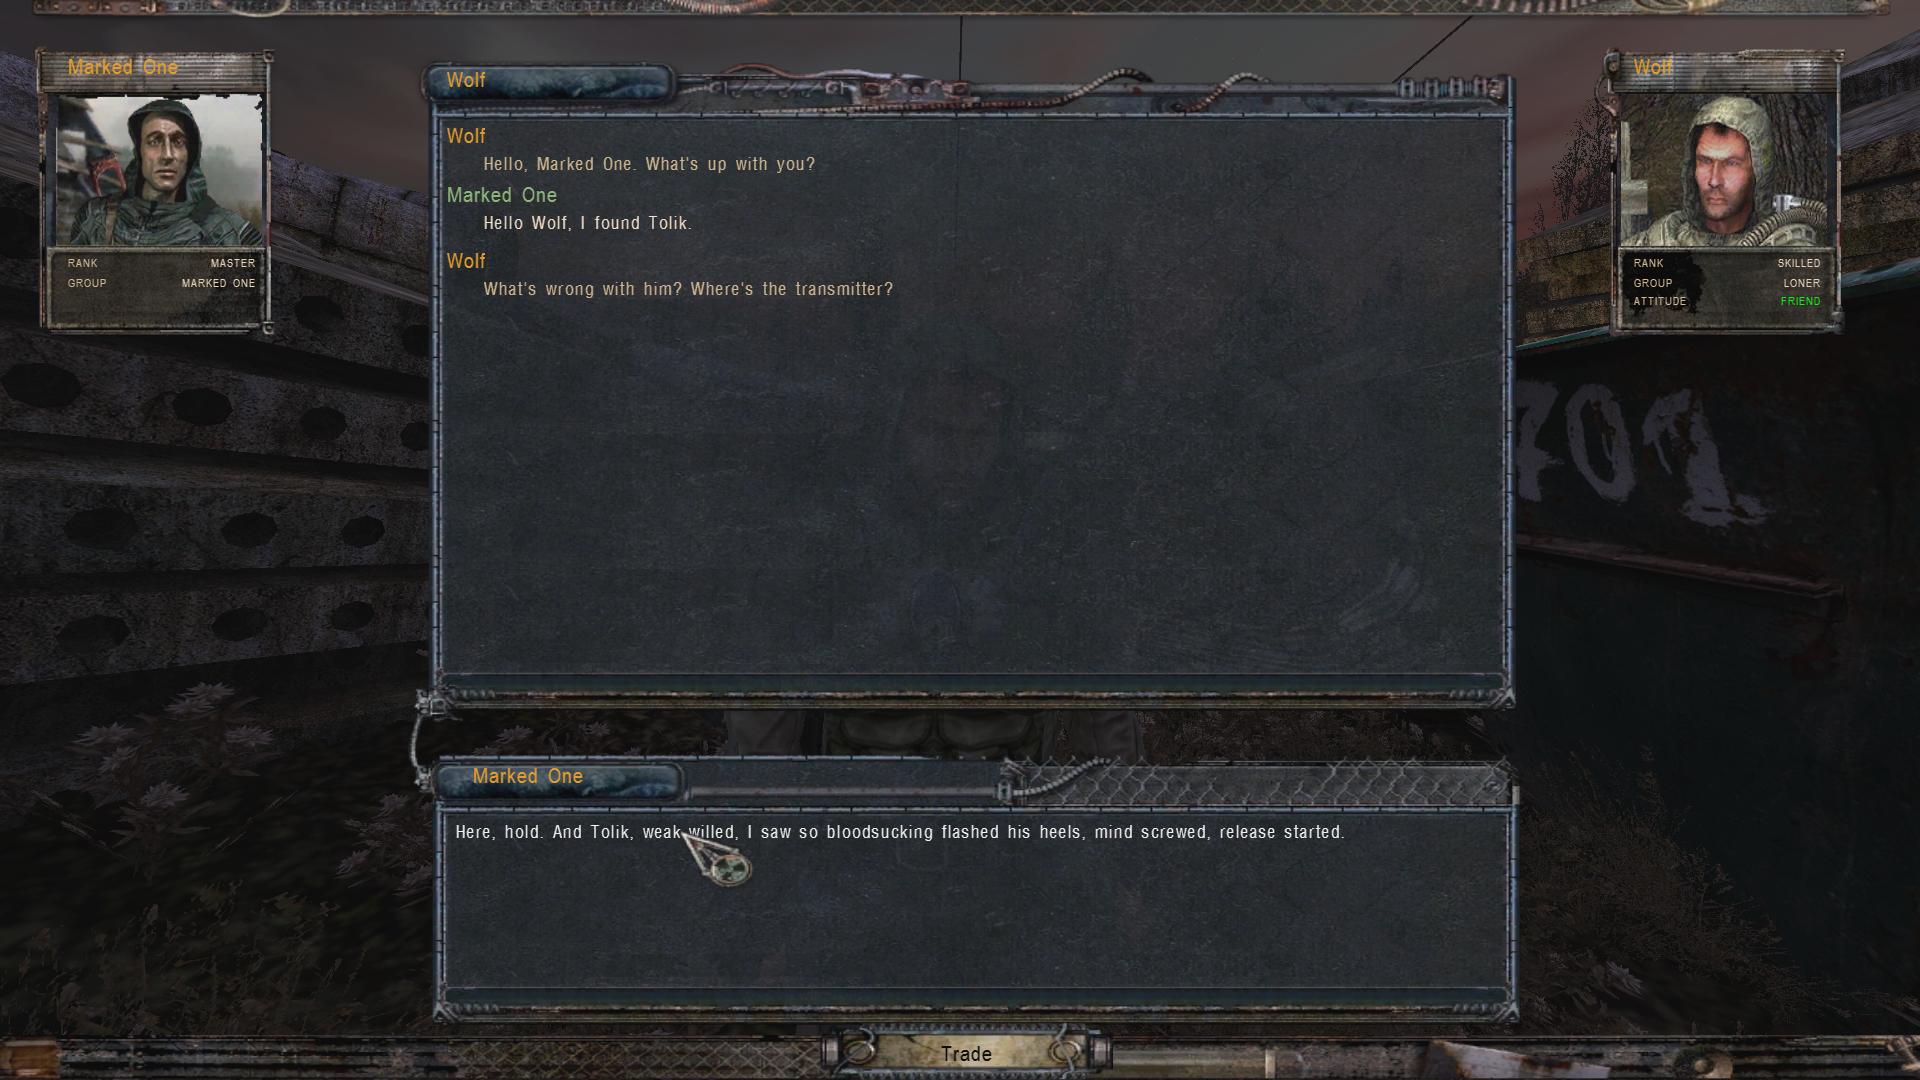 Marked One
RANK MASTER
GROUP MARKED ONE
Wolf
Wolf
Hello, Marked One. What's up with you?
Marked One
Hello Wolf, I found Tolik.
Wolf
What's wrong with him? Where's the transmitter?
Wolf
RANK SKILLED
GROUP LONER
ATTITUDE FRIEND
701
Marked One
Here, hold. And Tolik, weak-willed, I saw so bloodsucking flashed his heels, mind screwed, release started.
Trade